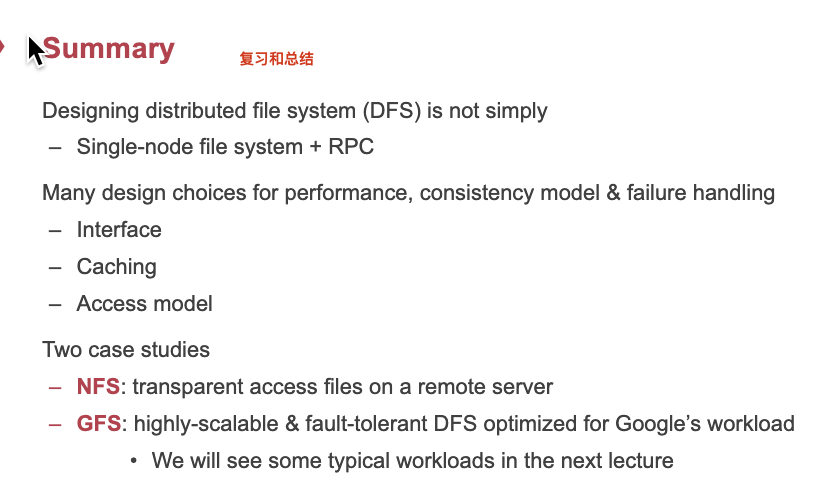 Summary
复习和总结
Designing distributed file system (DFS) is not simply
– Single-node file system + RPC
Many design choices for performance, consistency model & failure handling
– Interface
– Caching
– Access model
Two case studies
– NFS: transparent access files on a remote server
– GFS: highly-scalable & fault-tolerant DFS optimized for Google’s workload
• We will see some typical workloads in the next lecture